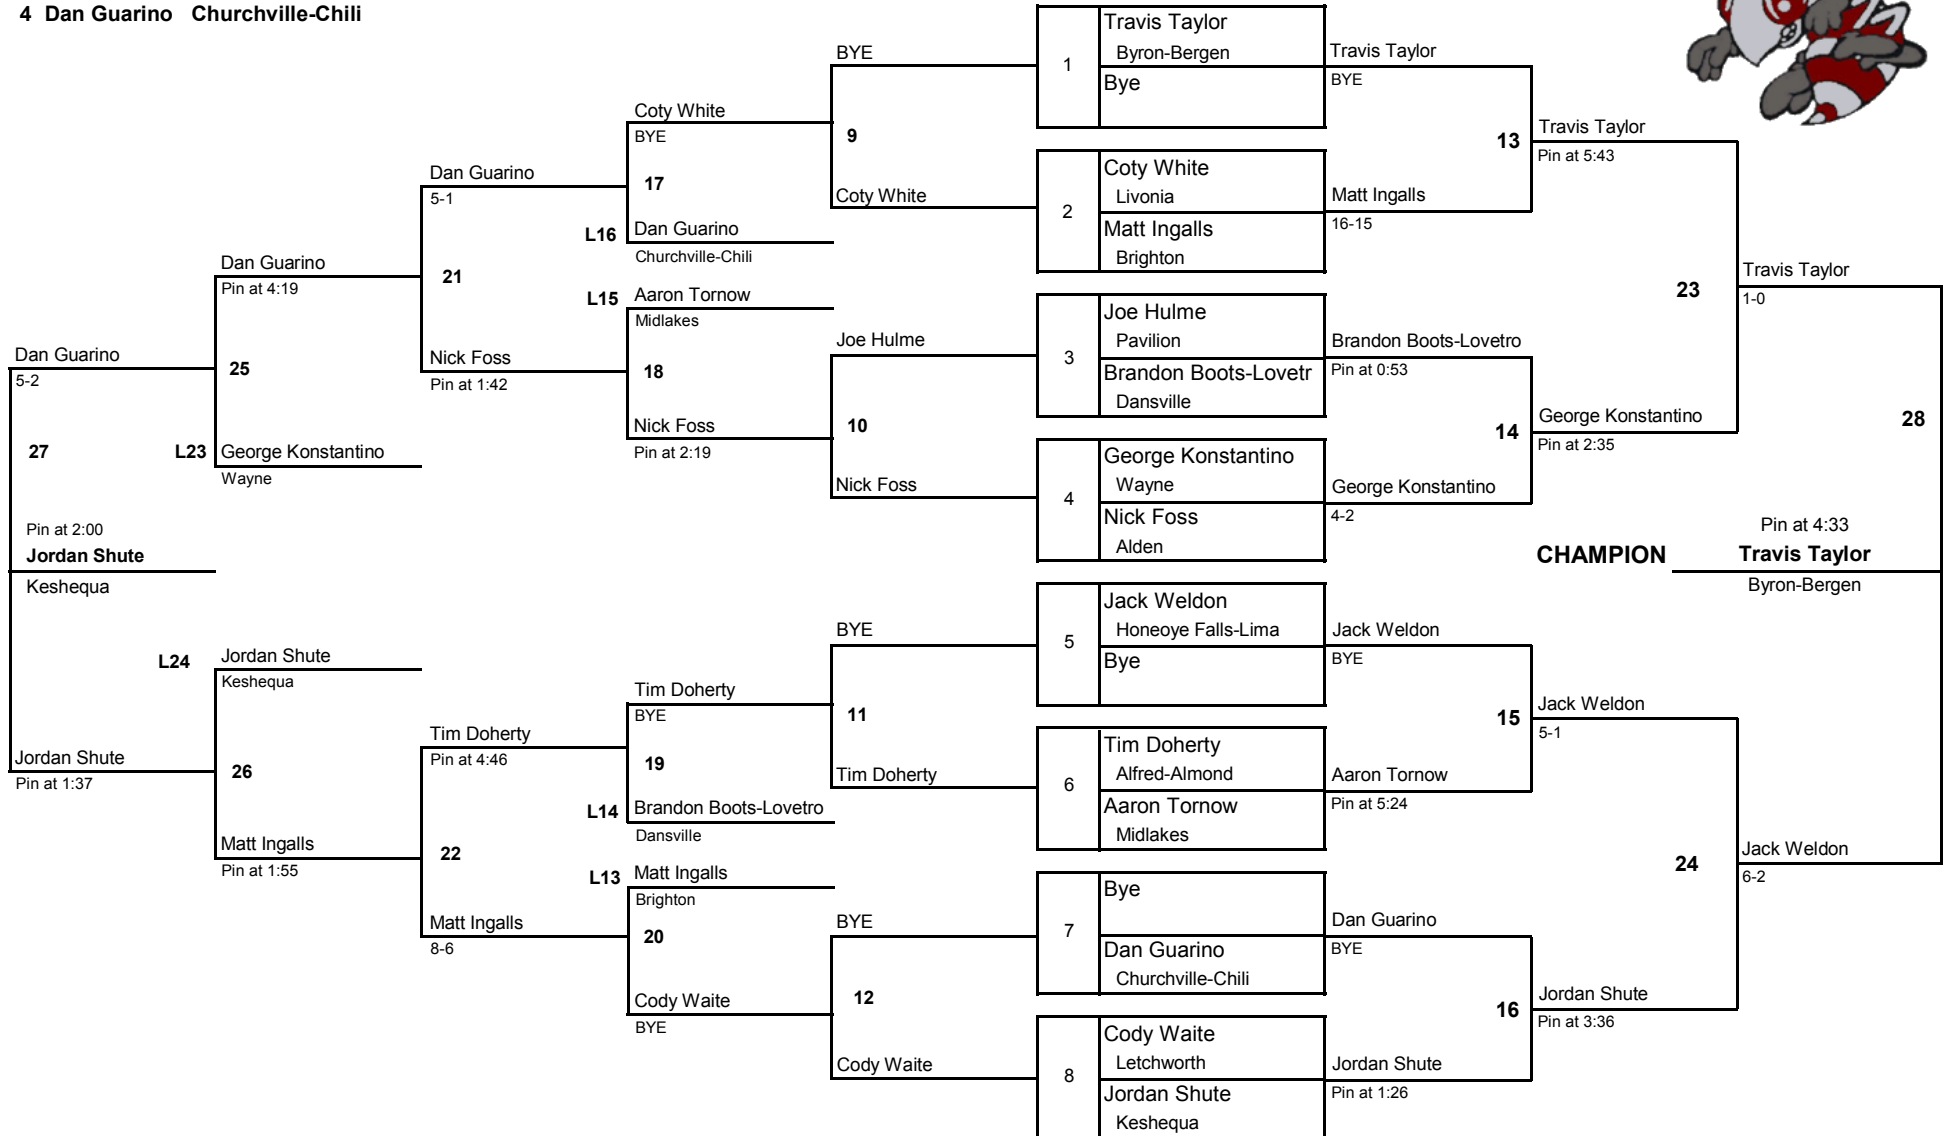 4 Dan Guarino Churchville-Chili
Travis Taylor
BYE
Byron-Bergen
Travis Taylor
1
Bye
BYE
Coty White
BYE
9
13
Travis Taylor
Pin at 5:43
Coty White
Dan Guarino
5-1
17
Coty White
2
Livonia
Matt Ingalls
L16
Dan Guarino
Matt Ingalls
16-15
Churchville-Chili
Brighton
Dan Guarino
Pin at 4:19
21
Travis Taylor
1-0
23
L15
Aaron Tornow
Midlakes
Joe Hulme
Joe Hulme
Pavilion
Brandon Boots-Lovetro
3
Dan Guarino
5-2
25
Nick Foss
Pin at 1:42
18
Brandon Boots-Lovetr
Pin at 0:53
Dansville
George Konstantino
Pin at 2:35
28
Nick Foss
Pin at 2:19
10
14
27
L23
George Konstantino
Wayne
George Konstantino
Wayne
George Konstantino
Nick Foss
4
Nick Foss
4-2
Alden
Pin at 2:00
Jordan Shute
Keshequa
Pin at 4:33
CHAMPION
Travis Taylor
Byron-Bergen
Jack Weldon
BYE
5
Honeoye Falls-Lima
Jack Weldon
Bye
BYE
L24
Jordan Shute
Keshequa
Tim Doherty
BYE
11
15
Jack Weldon
5-1
Tim Doherty
Pin at 4:46
Tim Doherty
Jordan Shute
Pin at 1:37
26
19
Tim Doherty
6
Alfred-Almond
Aaron Tornow
L14
Brandon Boots-Lovetro
Dansville
Aaron Tornow
Pin at 5:24
Midlakes
Matt Ingalls
Pin at 1:55
22
Jack Weldon
6-2
24
L13
Matt Ingalls
Brighton
Bye
Matt Ingalls
8-6
20
BYE
7
Dan Guarino
Dan Guarino
BYE
Churchville-Chili
Cody Waite
BYE
12
16
Jordan Shute
Pin at 3:36
Cody Waite
Cody Waite
Letchworth
Jordan Shute
8
Jordan Shute
Pin at 1:26
Keshequa